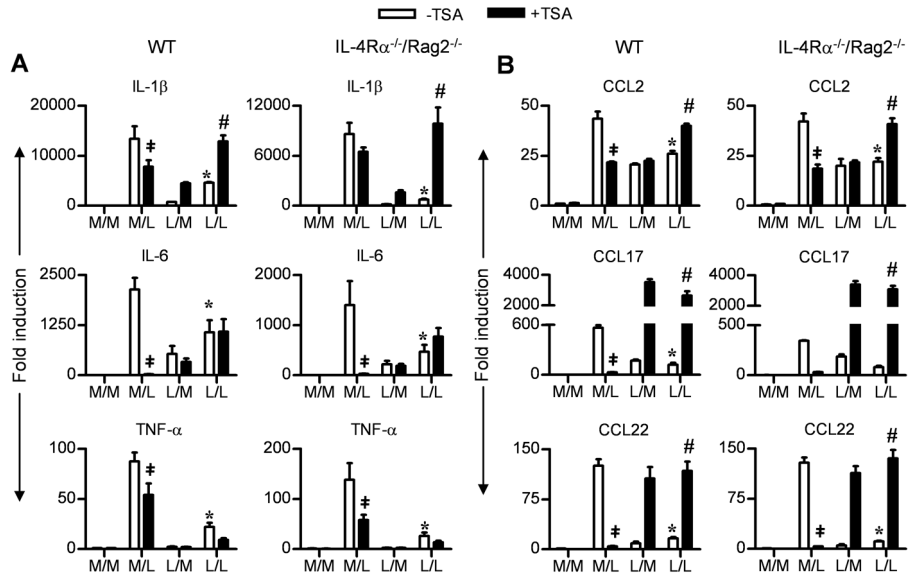 -TSA +TSA
WT IL-4Rα-/-/Rag2-/- WT IL-4Rα-/-/Rag2-/-
A B
IL-1β IL-1β CCL2 CCL2
20000 12000 50 50
‡ # # ‡ * # ‡ * #
10000 6000 25 25
* *
0 0 0 0
M/M M/L L/M L/L M/M M/L L/M L/L M/M M/L L/M L/L M/M M/L L/M L/L
IL-6 IL-6 CCL17 CCL17
2500 2000 4000 4000
3000 3000
2000 2000
# #
1250 1000 600 500
‡ * ‡ * ‡ *
0 0 0 0
M/M M/L L/M L/L M/M M/L L/M L/L M/M M/L L/M L/L M/M M/L L/M L/L
TNF-α TNF-α CCL22 CCL22
100 200 150 150
‡ ‡ # #
50 100 75 75
* * ‡ * ‡ *
0 0 0 0
M/M M/L L/M L/L M/M M/L L/M L/L M/M M/L L/M L/L M/M M/L L/M L/L
Fold induction
Fold induction